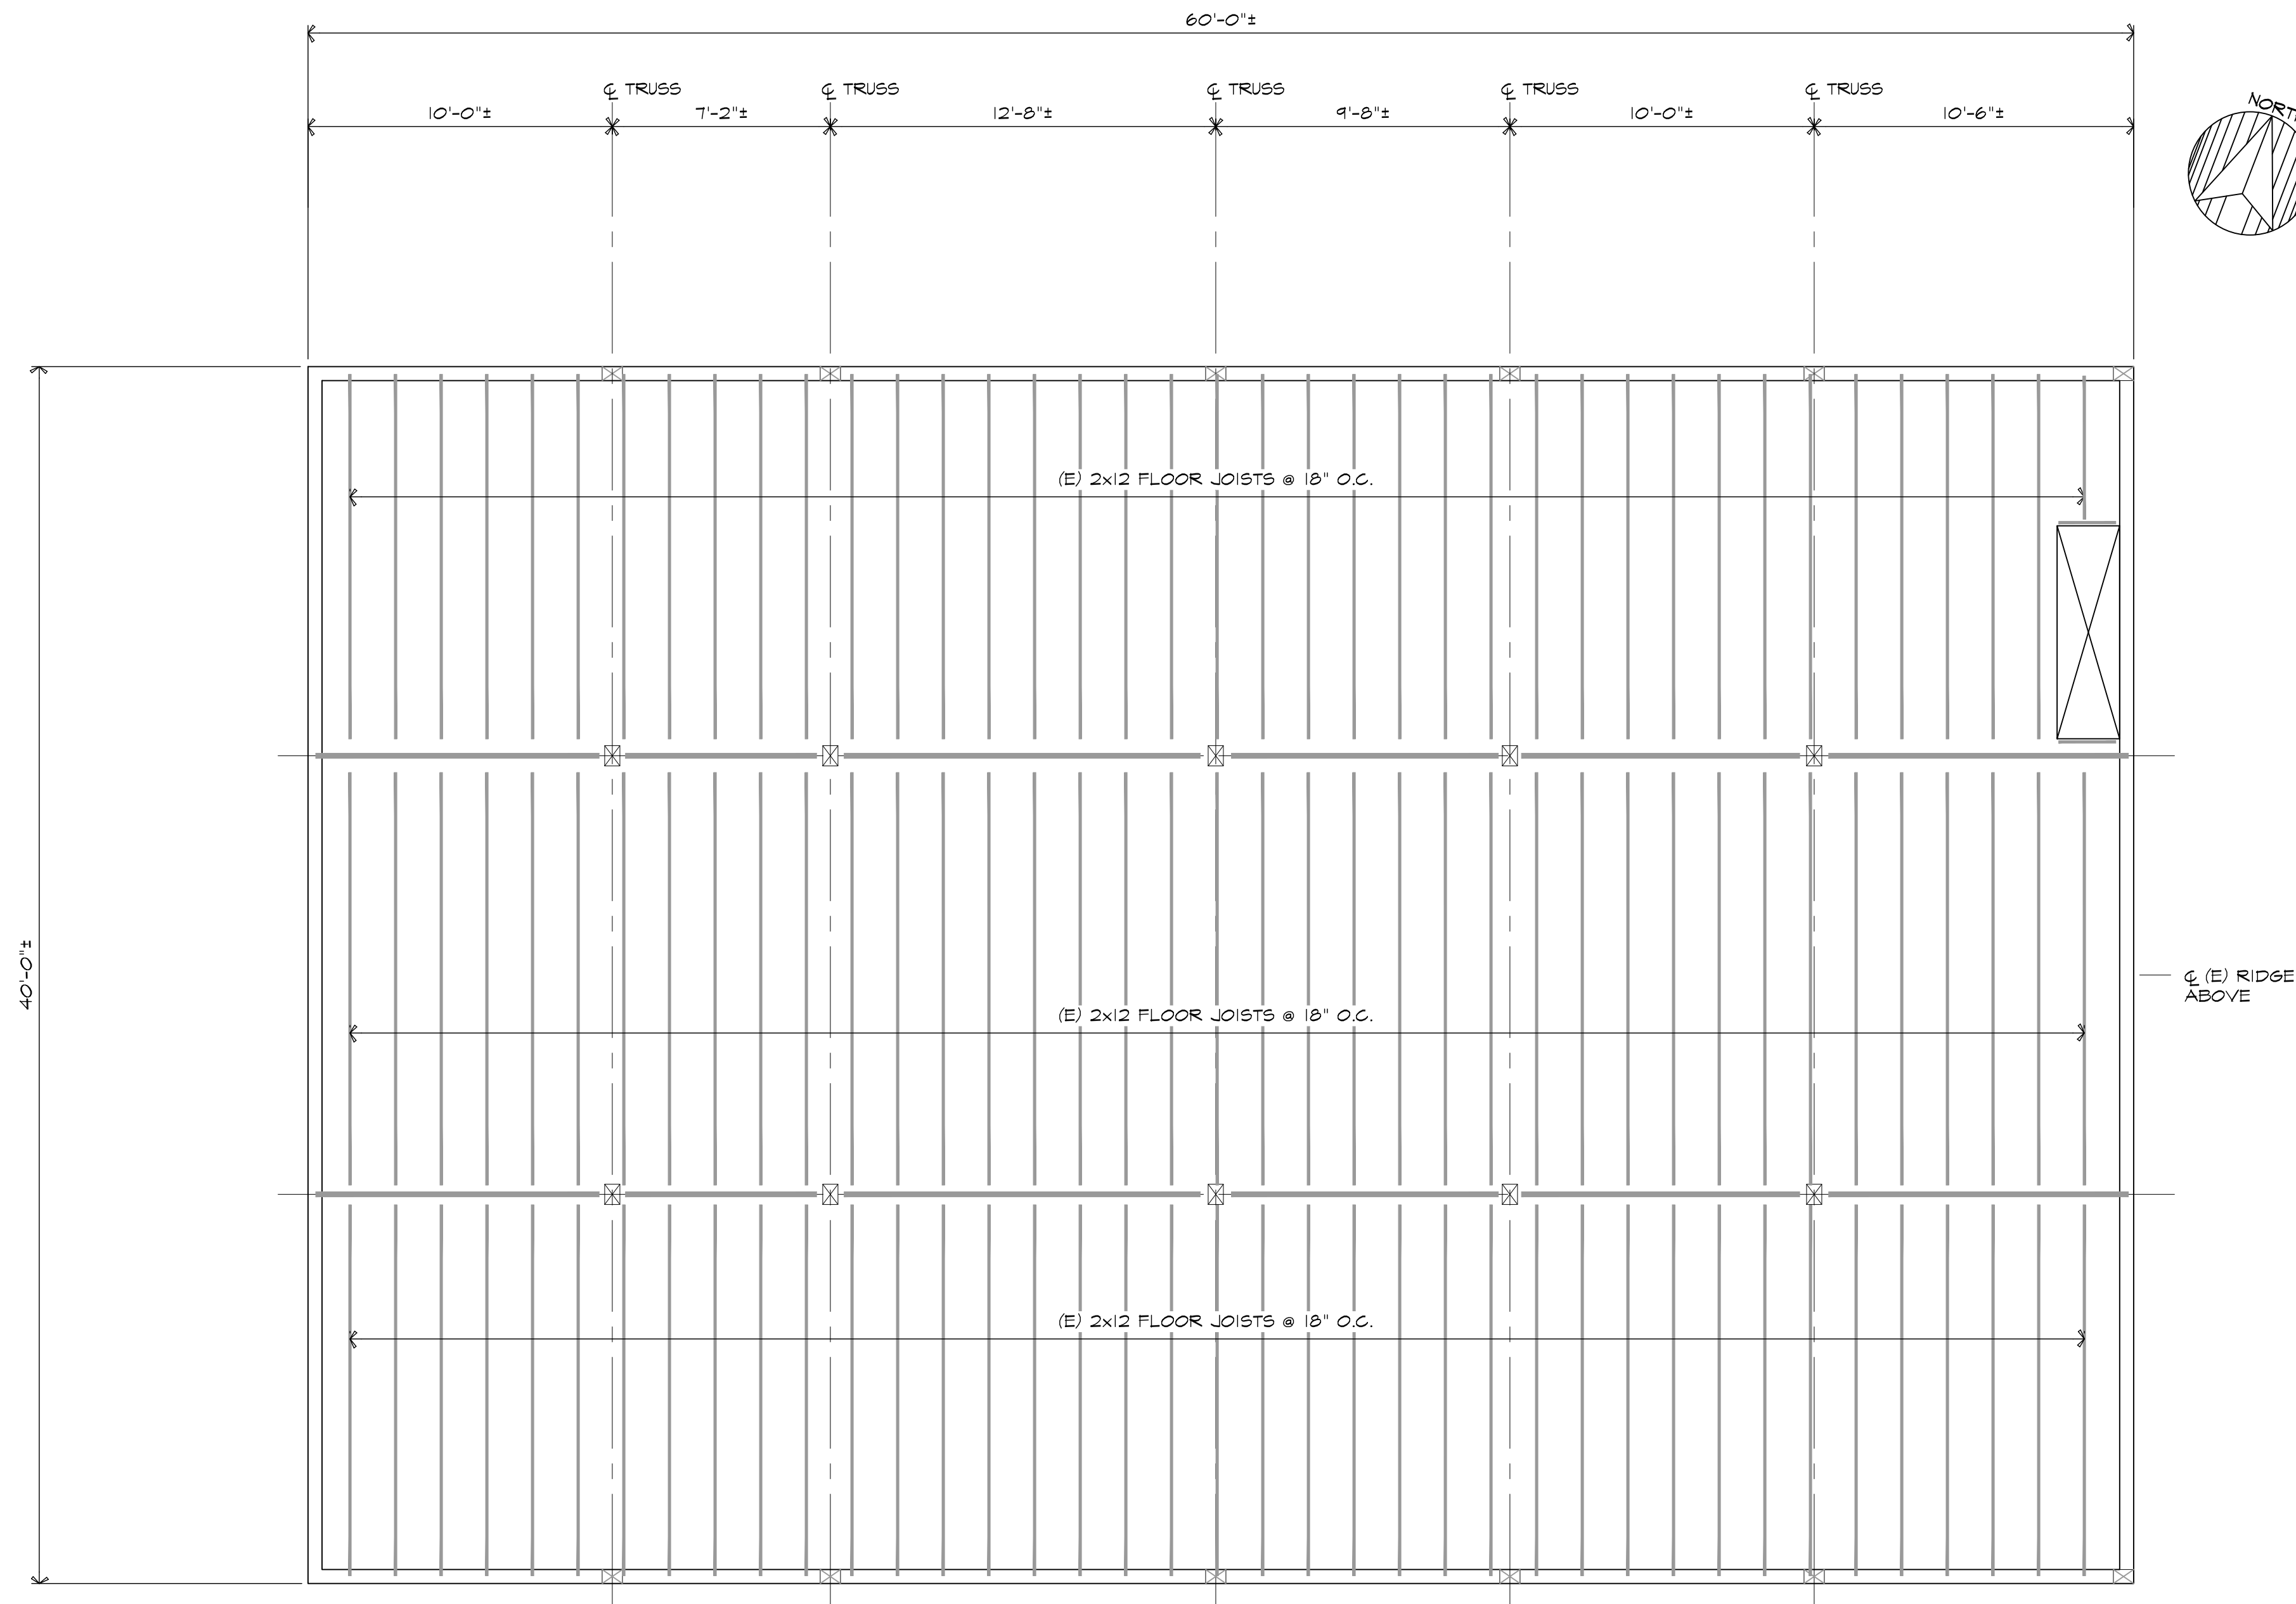 60'-0"±
℄ TRUSS
℄ TRUSS
℄ TRUSS
℄ TRUSS
℄ TRUSS
10'-0"±
7'-2"±
12'-8"±
9'-8"±
10'-0"±
10'-6"±
(E) 2x12 FLOOR JOISTS @ 18" O.C.
40'-0"±
℄ (E) RIDGE
ABOVE
(E) 2x12 FLOOR JOISTS @ 18" O.C.
(E) 2x12 FLOOR JOISTS @ 18" O.C.